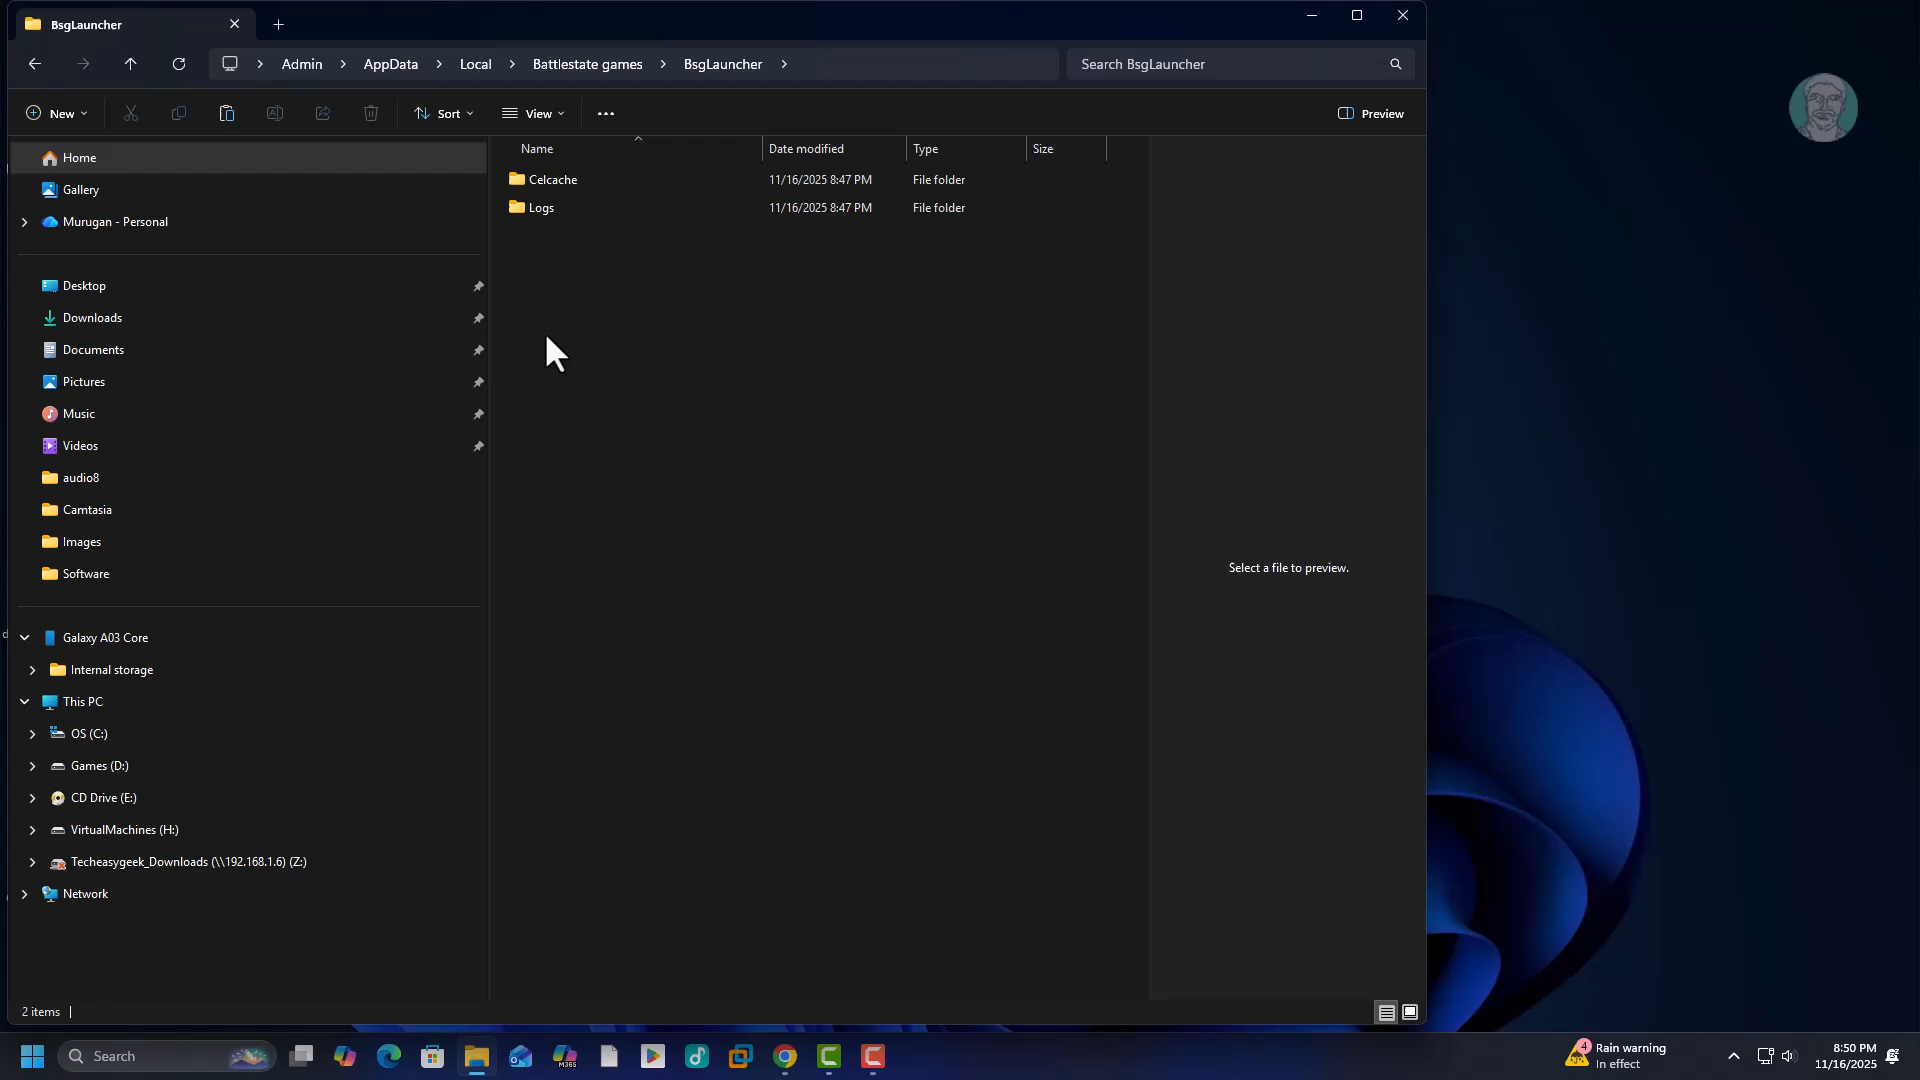 BsgLauncher
Admin AppData Local Battlestate games BsgLauncher
Search BsgLauncher
New Sort View Preview
Name Date modified Type Size
Celcache 11/16/2025 8:47 PM File folder
Logs 11/16/2025 8:47 PM File folder
Home
Gallery
Murugan - Personal
Desktop
Downloads
Documents
Pictures
Music
Videos
audio8
Camtasia
Images
Software
Galaxy A03 Core
Internal storage
This PC
OS (C:)
Games (D:)
CD Drive (E:)
VirtualMachines (H:)
Techeasygeek_Downloads (\\192.168.1.6) (Z:)
Network
Select a file to preview.
2 items
Search
M365
4
Rain warning
In effect
8:50 PM
11/16/2025